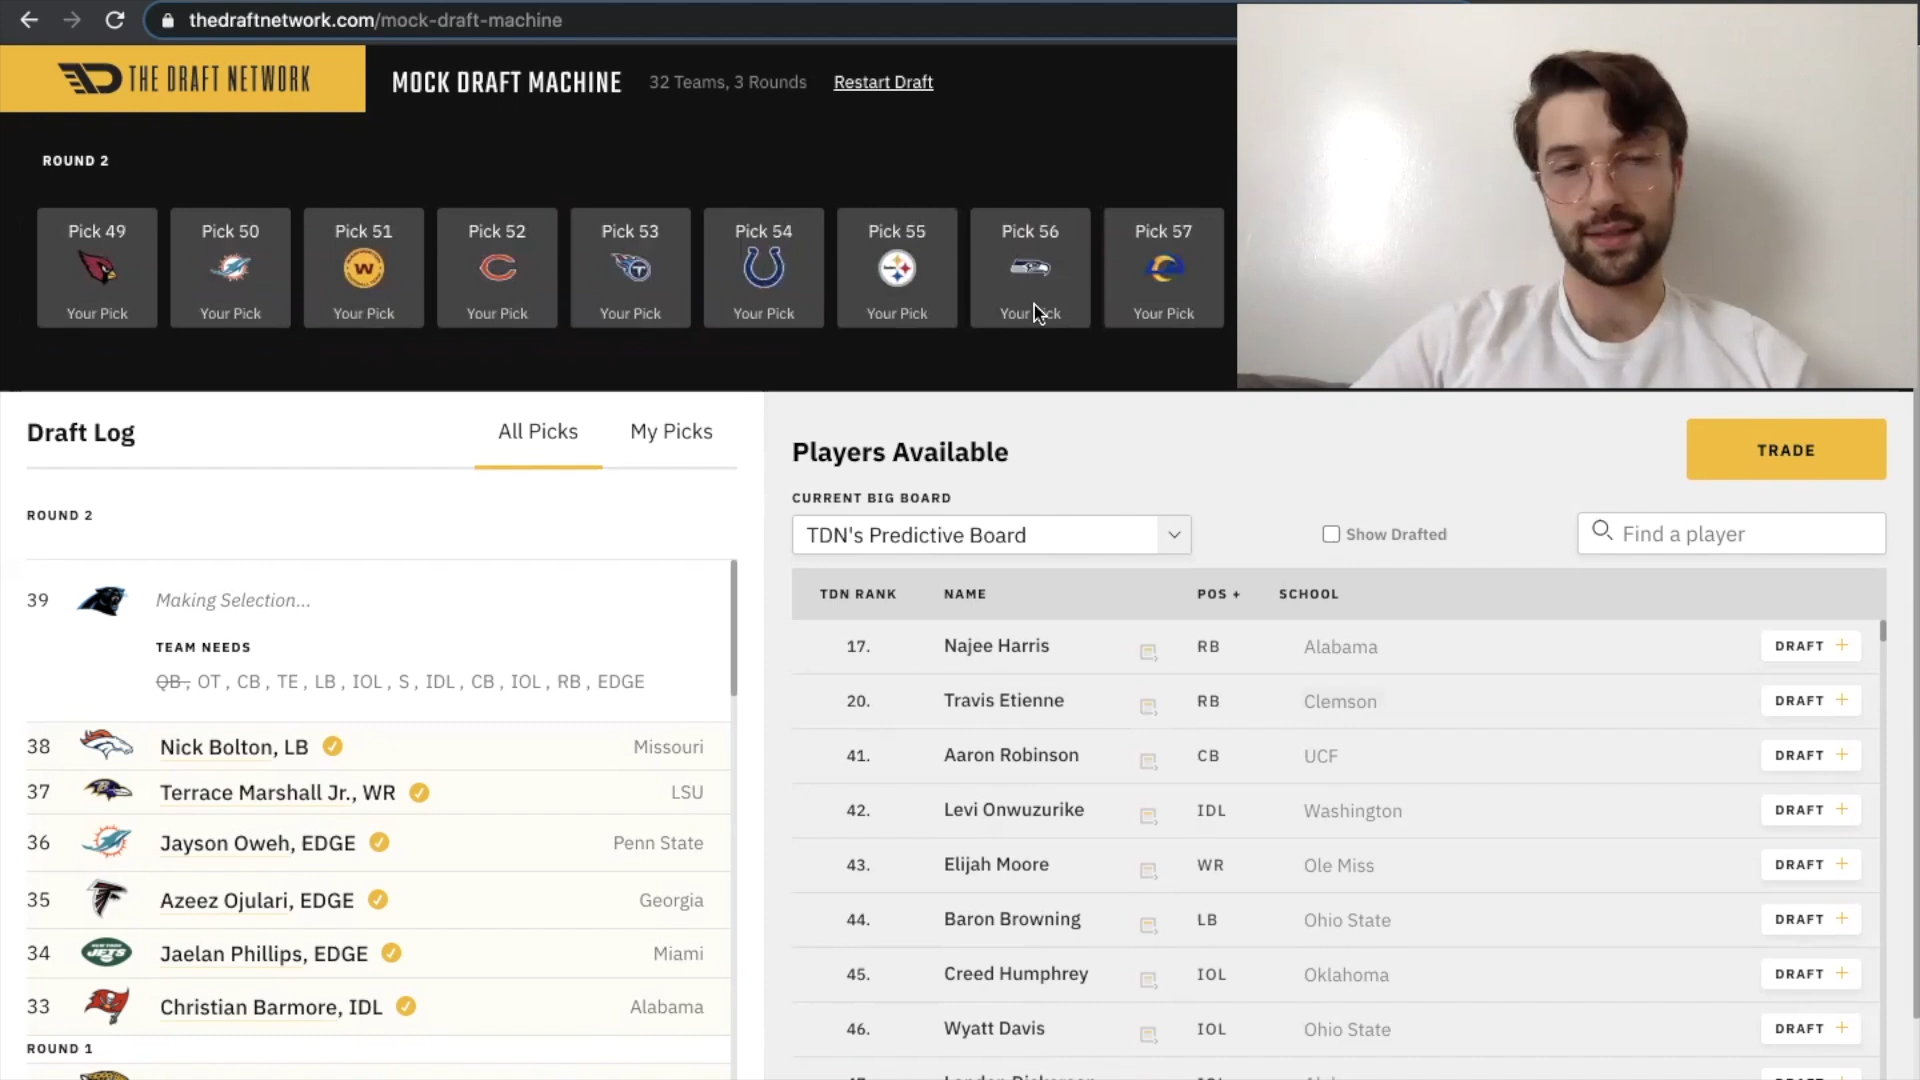 thedraftnetwork.com/mock-draft-machine
THE DRAFT NETWORK
MOCK DRAFT MACHINE
32 Teams, 3 Rounds
Restart Draft
ROUND 2
Pick 49
Pick 50
Pick 51
Pick 52
Pick 53
Pick 54
Pick 55
Pick 56
Pick 57
W
Your Pick
Your Pick
Your Pick
Your Pick
Your Pick
Your Pick
Your Pick
Your Pick
Your Pick
Draft Log
All Picks
My Picks
ROUND 2
39
Making Selection...
TEAM NEEDS
QB, OT, CB, TE, LB, IOL, S, IDL, CB, IOL, RB, EDGE
38 Nick Bolton, LB Missouri
37 Terrace Marshall Jr., WR LSU
36 Jayson Oweh, EDGE Penn State
35 Azeez Ojulari, EDGE Georgia
34 JETS Jaelan Phillips, EDGE Miami
33 Christian Barmore, IDL Alabama
ROUND 1
Players Available
TRADE
CURRENT BIG BOARD
TDN's Predictive Board
Show Drafted
Find a player
TDN RANK NAME POS + SCHOOL
17. Najee Harris RB Alabama DRAFT +
20. Travis Etienne RB Clemson DRAFT +
41. Aaron Robinson CB UCF DRAFT +
42. Levi Onwuzurike IDL Washington DRAFT +
43. Elijah Moore WR Ole Miss DRAFT +
44. Baron Browning LB Ohio State DRAFT +
45. Creed Humphrey IOL Oklahoma DRAFT +
46. Wyatt Davis IOL Ohio State DRAFT +